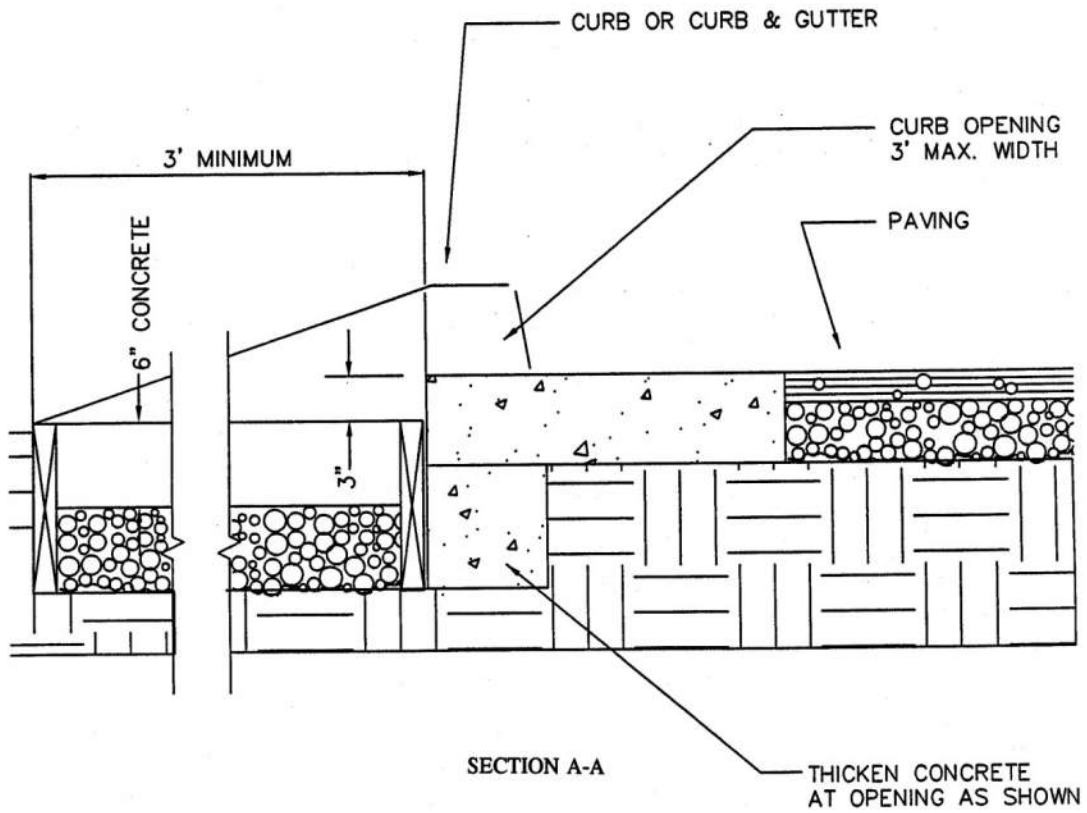 CURB OR CURB & GUTTER
CURB OPENING
3' MAX. WIDTH
3' MINIMUM
PAVING
6" CONCRETE
3"
SECTION A-A
THICKEN CONCRETE
AT OPENING AS SHOWN